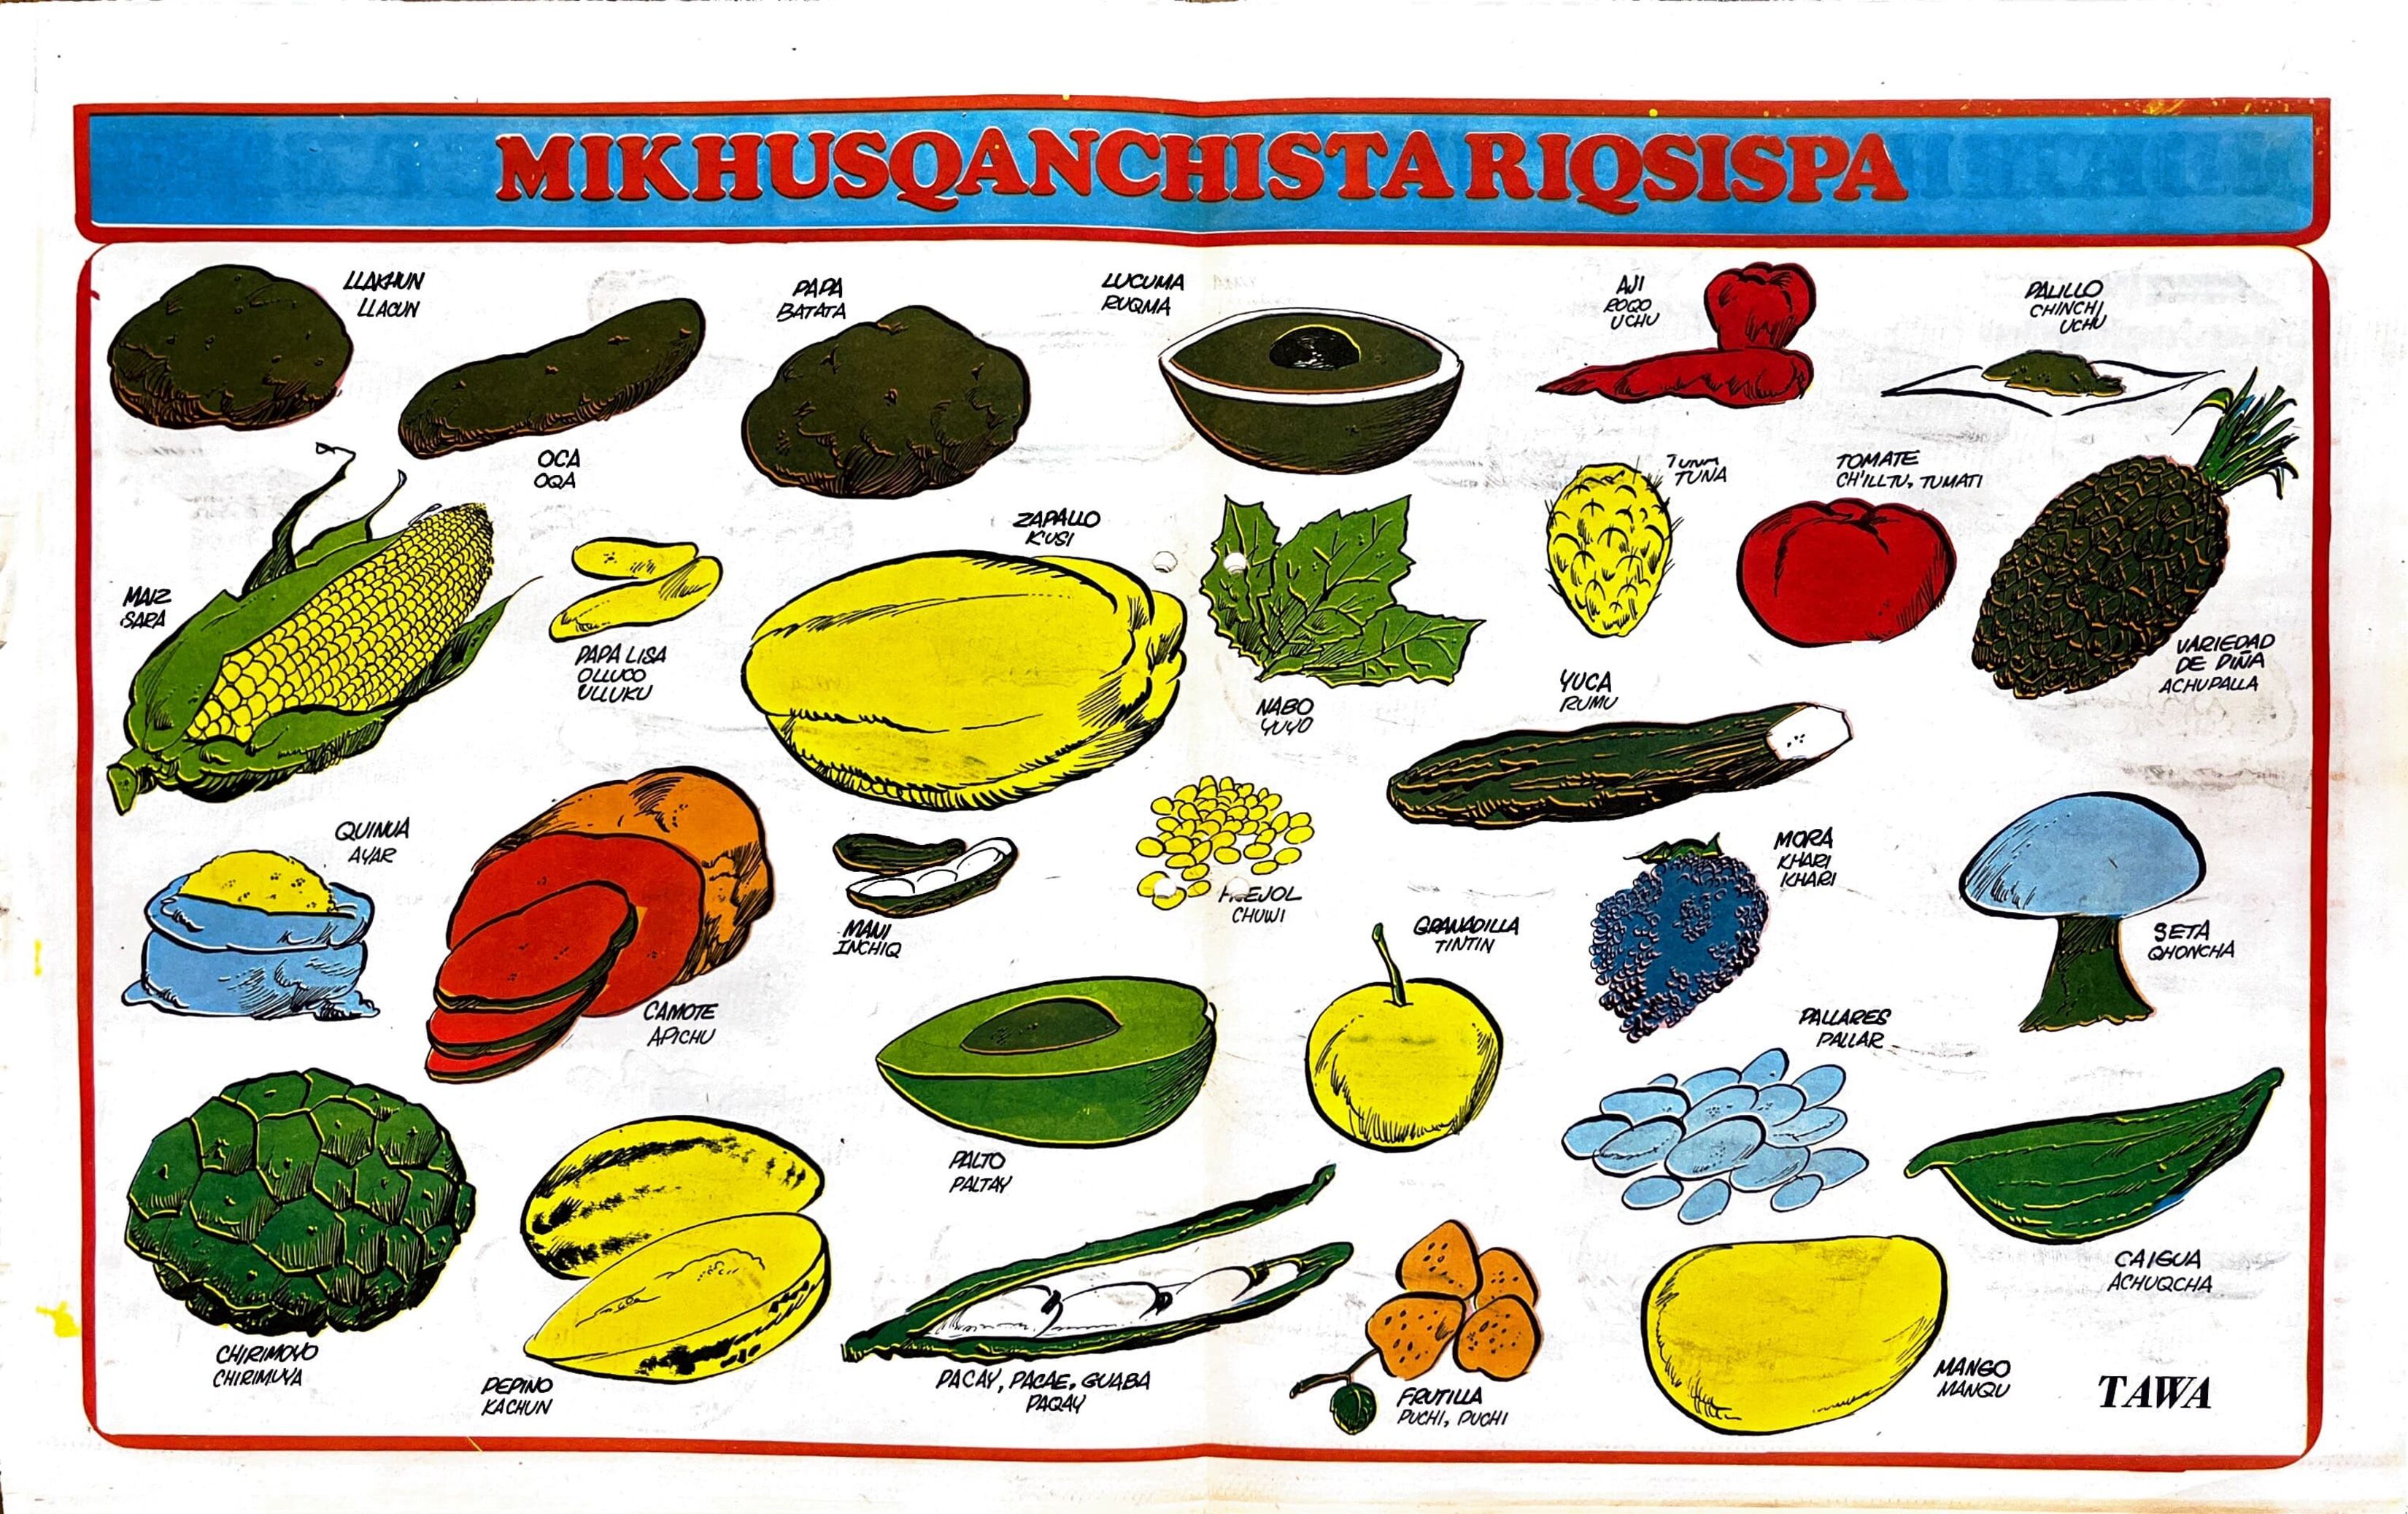 MIKHUSQANCHISTA RIQSISPA
LLAKHUN
LLACUN
OCA
OQA
PAPA
BATATA
LUCUMA
RUQMA
AJI
ROQO
UCHU
PALILLO
CHINCHI
UCHU
MAIZ
SARA
PAPA LISA
OLLUCO
ULLUKU
ZAPALLO
K'USI
NABO
YUYO
TUNA
TUNA
TOMATE
CH'ILLTU, TUMATI
VARIEDAD
DE PIÑA
ACHUPALLA
YUCA
RUMU
QUINUA
AYAR
CAMOTE
APICHU
MANI
INCHIQ
CHUWI
GRANADILLA
TINTIN
MORA
KHARI
KHARI
SETA
QHONCHA
PALLARES
PALLAR
CHIRIMOYO
CHIRIMUYA
PEPINO
KACHUN
PALTO
PALTAY
PACAY, PACAE, GUABA
PAQAY
FRUTILLA
PUCHI, PUCHI
MANGO
MANQU
CAIGUA
ACHUQCHA
TAWA